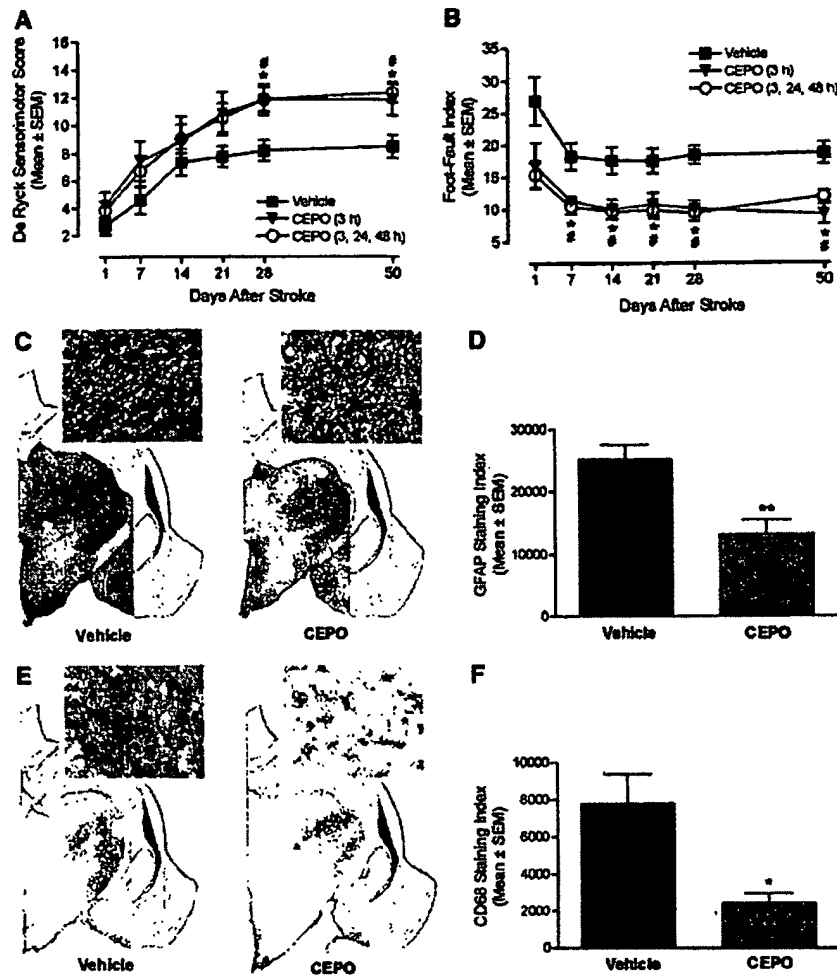 A
De Ryck Sensorimotor Score
(Mean ± SEM)
16
14
12
10
8
6
4
2
**
**
Vehicle
CEPO (3 h)
CEPO (3, 24, 48 h)
1 7 14 21 28 50
Days After Stroke
B
Foot-Fault Index
(Mean ± SEM)
35
30
25
20
15
10
5
Vehicle
CEPO (3 h)
CEPO (3, 24, 48 h)
**
**
**
**
**
1 7 14 21 28 50
Days After Stroke
C
Vehicle
CEPO
D
GFAP Staining Index
(Mean ± SEM)
30000
20000
10000
0
**
Vehicle
CEPO
E
Vehicle
CEPO
F
CD68 Staining Index
(Mean ± SEM)
10000
8000
6000
4000
2000
0
*
Vehicle
CEPO